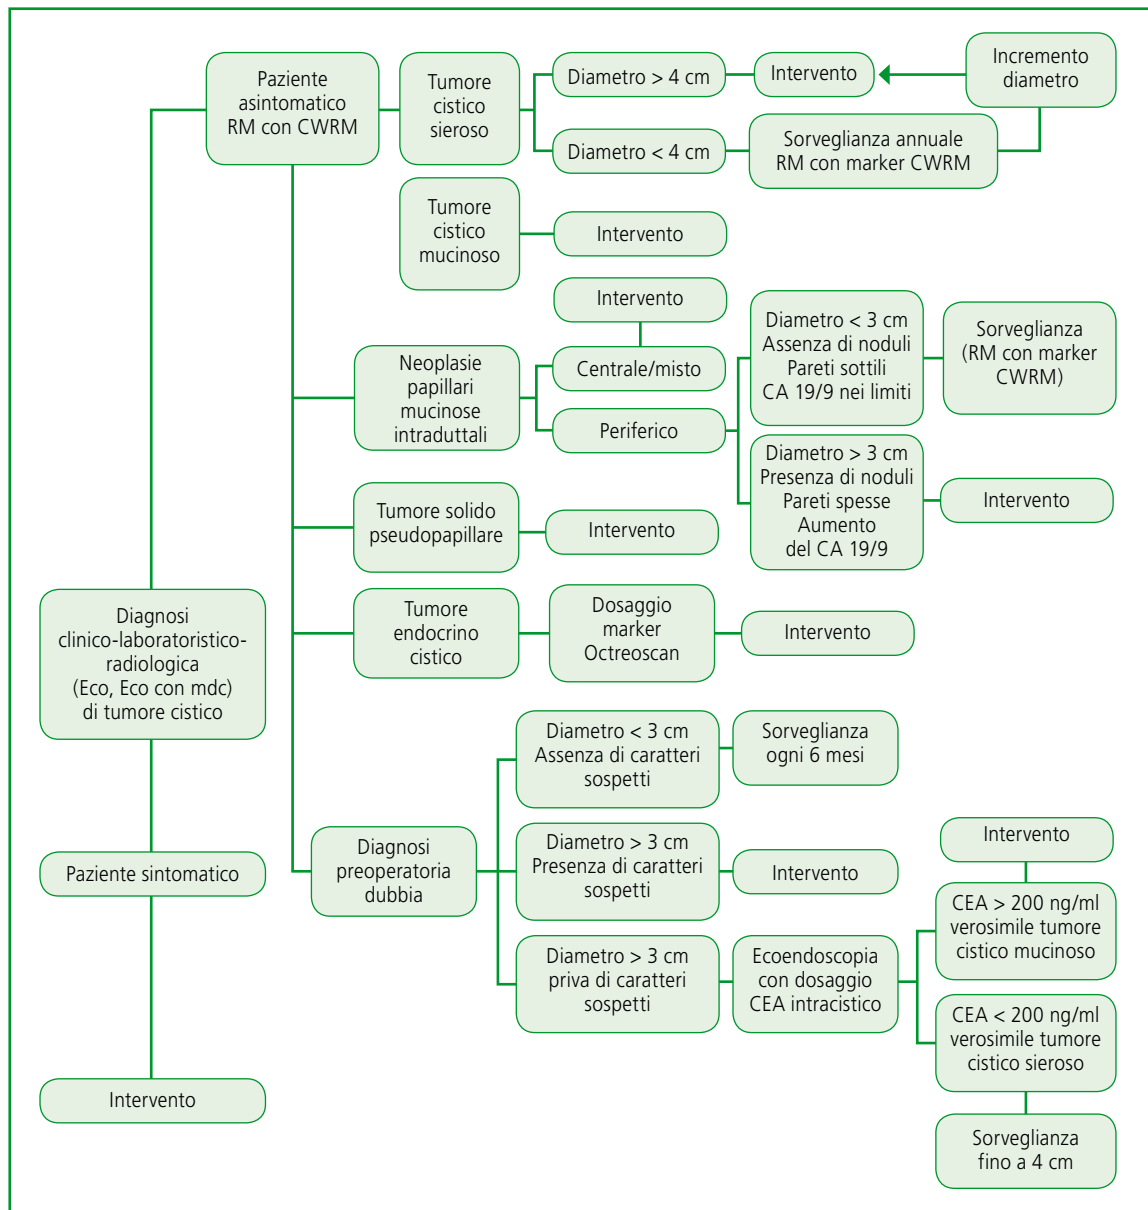 Paziente
asintomatico
RM con CWRM
Tumore
cistico
sieroso
Diametro > 4 cm
Intervento
Incremento
diametro
Diametro < 4 cm
Sorveglianza annuale
RM con marker CWRM
Tumore
cistico
mucinoso
Intervento
Neoplasie
papillari
mucinose
intraduttali
Intervento
Centrale/misto
Periferico
Diametro < 3 cm
Assenza di noduli
Pareti sottili
CA 19/9 nei limiti
Sorveglianza
(RM con marker
CWRM)
Diametro > 3 cm
Presenza di noduli
Pareti spesse
Aumento
del CA 19/9
Intervento
Tumore solido
pseudopapillare
Intervento
Tumore
endocrino
cistico
Dosaggio
marker
Octreoscan
Intervento
Diagnosi
clinico-laboratoristico-
radiologica
(Eco, Eco con mdc)
di tumore cistico
Paziente sintomatico
Intervento
Diagnosi
preoperatoria
dubbia
Diametro < 3 cm
Assenza di caratteri
sospetti
Sorveglianza
ogni 6 mesi
Diametro > 3 cm
Presenza di caratteri
sospetti
Intervento
Diametro > 3 cm
priva di caratteri
sospetti
Ecoendoscopia
con dosaggio
CEA intracistico
Intervento
CEA > 200 ng/ml
verosimile tumore
cistico mucinoso
CEA < 200 ng/ml
verosimile tumore
cistico sieroso
Sorveglianza
fino a 4 cm